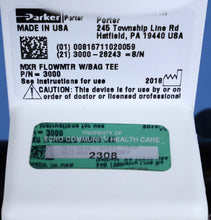 Parker
Porter
245 Township Line Rd
MADE IN USA
Hatfield, PA 19440 USA
(01) 00816711020059
(21) 3000-28243 = S/N
MXR FLOWMTR W/BAG TEE
P/N = 3000
See instructions for use
2018
CAUTION: This device is for use by or on
order of doctor or licensed professional
3000
PROPERTY OF
HEALTH CARE
2308